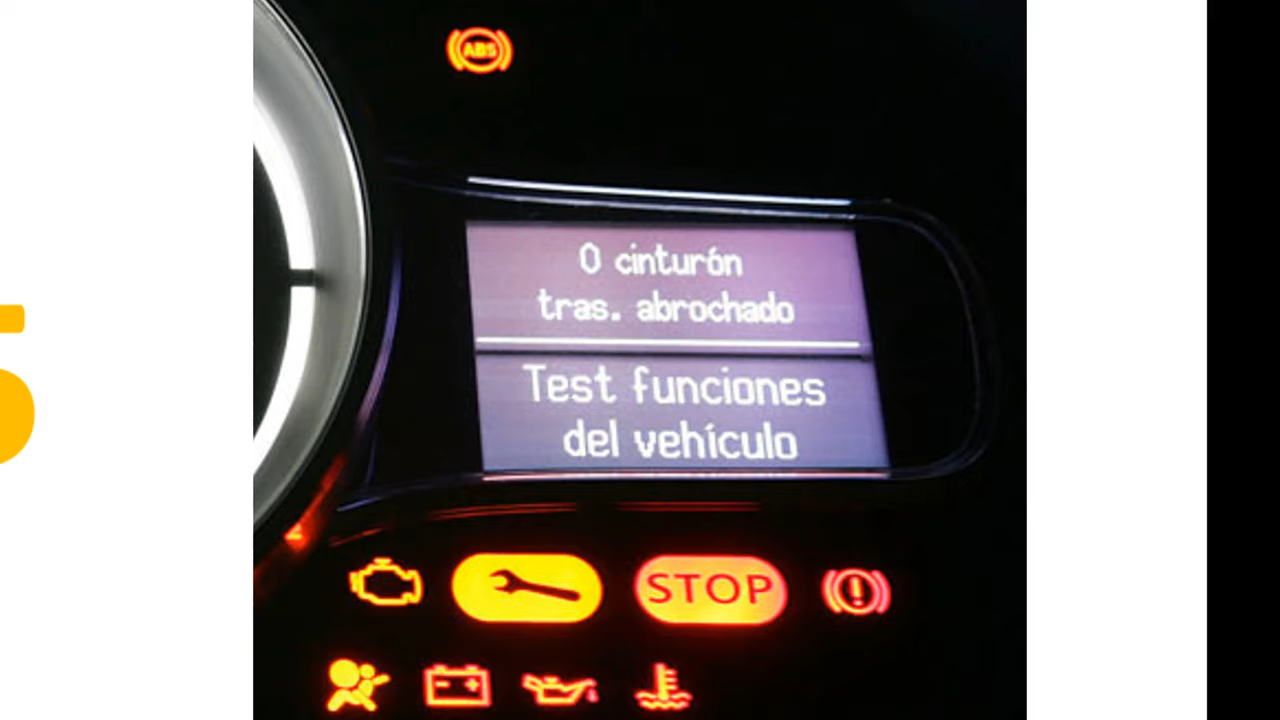 ABS
0 cinturón
tras. abrochado
Test funciones
del vehículo
STOP